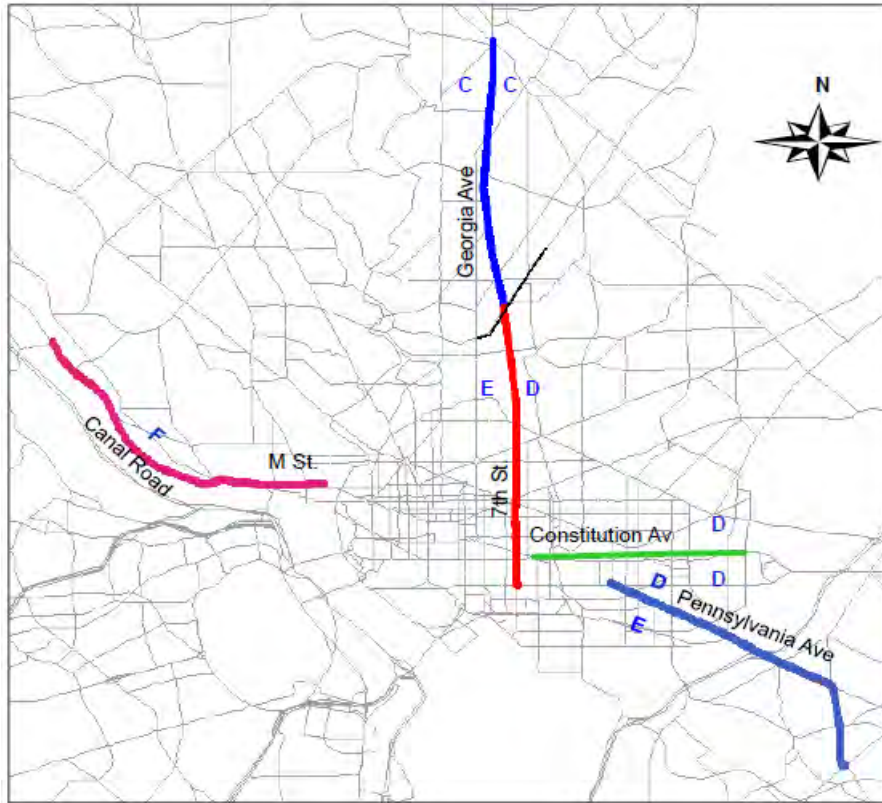 C C
N
Georgia Ave
E D
F
Canal Road
M St.
7th St.
Constitution Av
D
D
D
Pennsylvania Ave
E